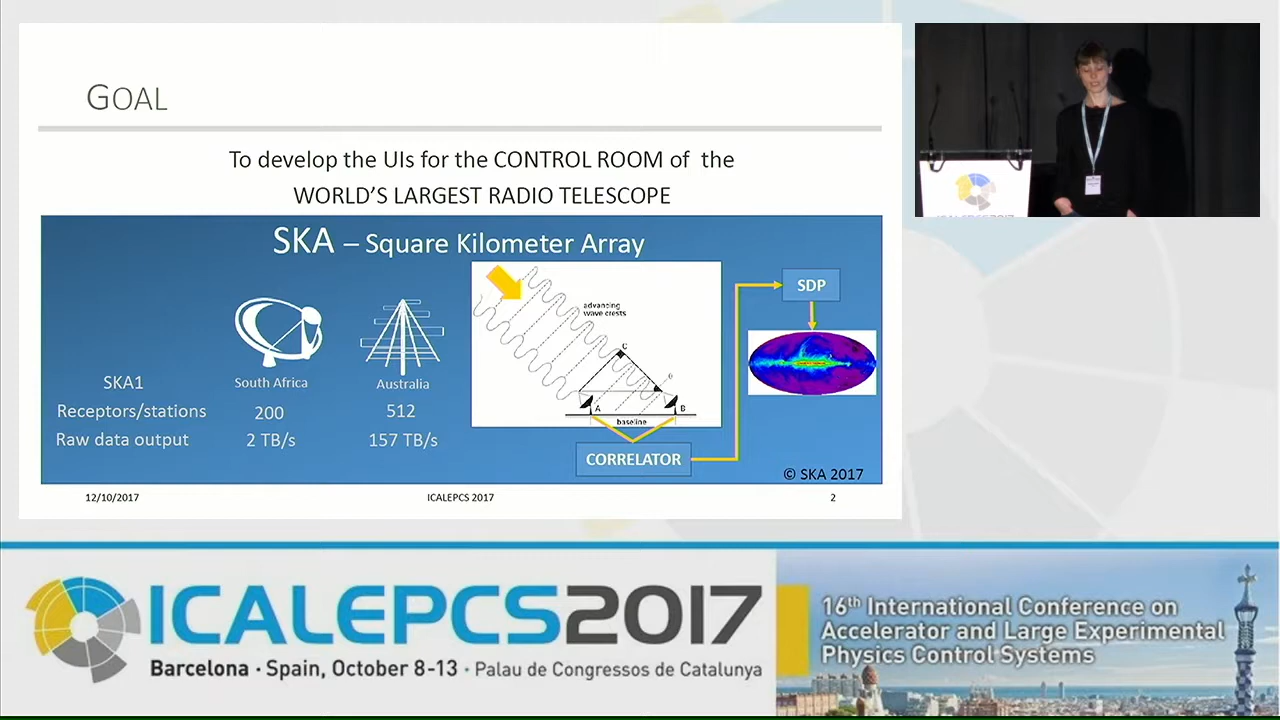 GOAL
To develop the UIs for the CONTROL ROOM of the
WORLD'S LARGEST RADIO TELESCOPE
SKA – Square Kilometer Array
SKA1
South Africa
Australia
Receptors/stations
200
512
Raw data output
2 TB/s
157 TB/s
advancing
wave crests
C
θ
A
B
baseline
CORRELATOR
SDP
© SKA 2017
12/10/2017
ICALEPCS 2017
2
ICALEPCS2017
ICALEPCS2017
Barcelona · Spain, October 8-13 · Palau de Congressos de Catalunya
16th International Conference on
Accelerator and Large Experimental
Physics Control Systems